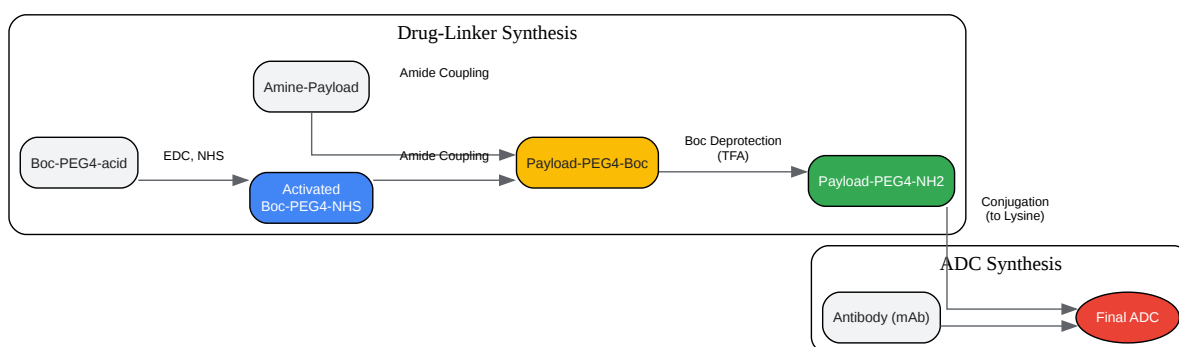 Drug-Linker Synthesis
Amine-Payload
Amide Coupling
Boc-PEG4-acid
EDC, NHS
Activated
Boc-PEG4-NHS
Amide Coupling
Payload-PEG4-Boc
Boc Deprotection
(TFA)
Payload-PEG4-NH2
Conjugation
(to Lysine)
ADC Synthesis
Antibody (mAb)
Final ADC